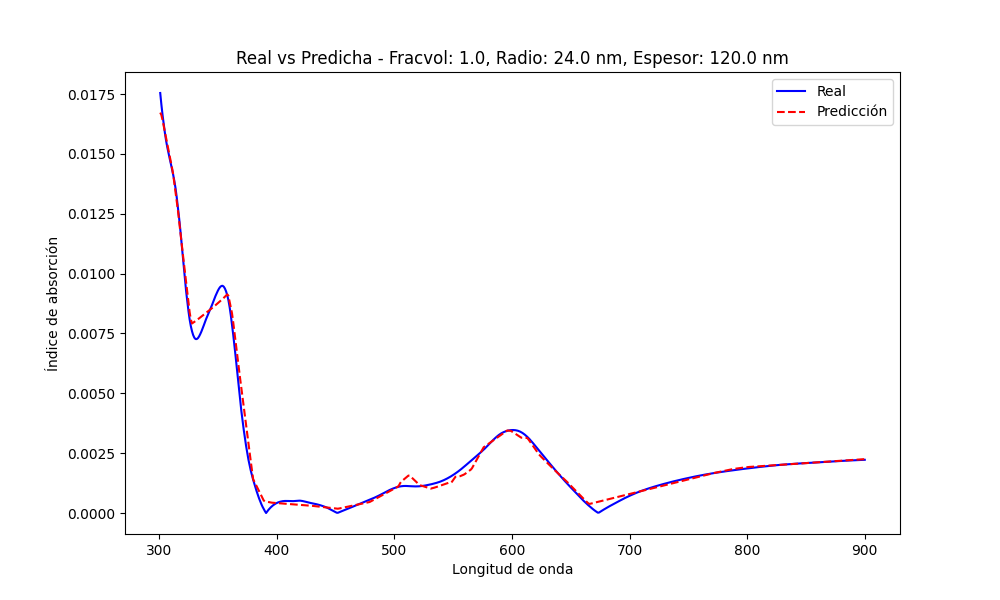 Real vs Predicha - Fracvol: 1.0, Radio: 24.0 nm, Espesor: 120.0 nm
Real
Predicción
Índice de absorción
0.0175
0.0150
0.0125
0.0100
0.0075
0.0050
0.0025
0.0000
300 400 500 600 700 800 900
Longitud de onda